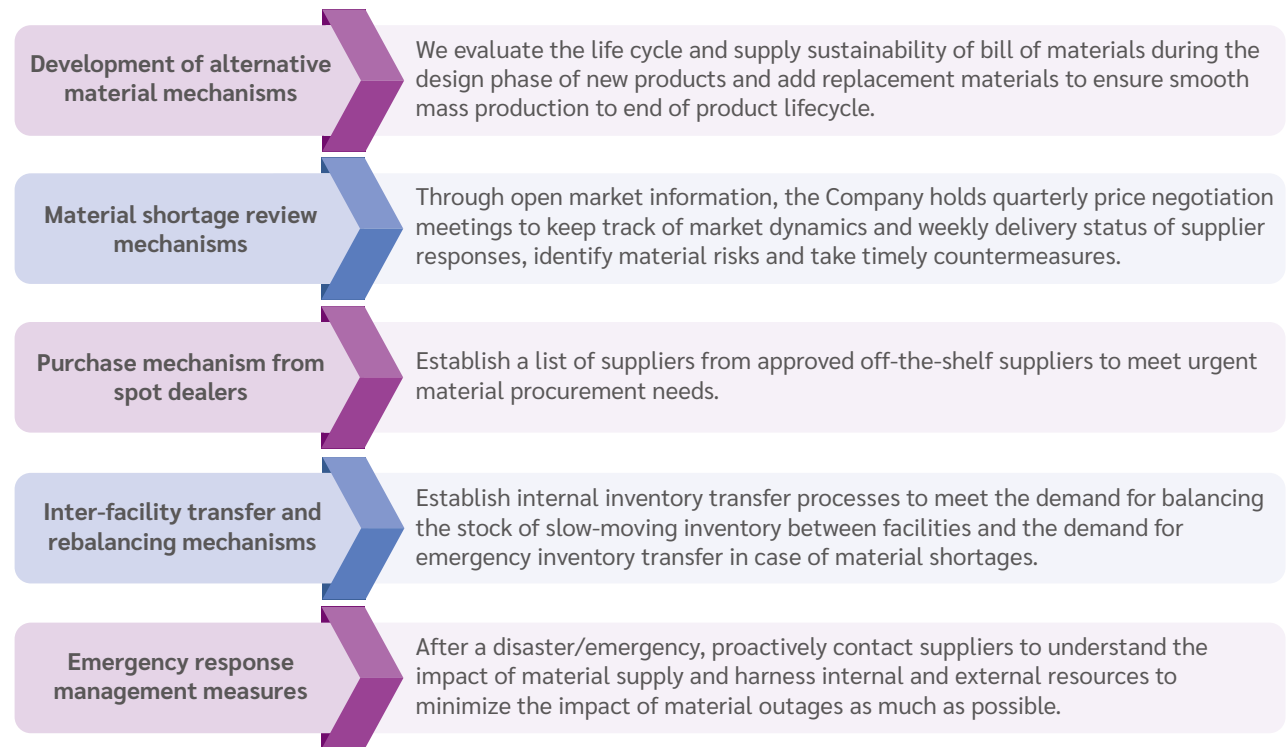 Development of alternative
material mechanisms
We evaluate the life cycle and supply sustainability of bill of materials during the
design phase of new products and add replacement materials to ensure smooth
mass production to end of product lifecycle.
Material shortage review
mechanisms
Through open market information, the Company holds quarterly price negotiation
meetings to keep track of market dynamics and weekly delivery status of supplier
responses, identify material risks and take timely countermeasures.
Purchase mechanism from
spot dealers
Establish a list of suppliers from approved off-the-shelf suppliers to meet urgent
material procurement needs.
Inter-facility transfer and
rebalancing mechanisms
Establish internal inventory transfer processes to meet the demand for balancing
the stock of slow-moving inventory between facilities and the demand for
emergency inventory transfer in case of material shortages.
Emergency response
management measures
After a disaster/emergency, proactively contact suppliers to understand the
impact of material supply and harness internal and external resources to
minimize the impact of material outages as much as possible.